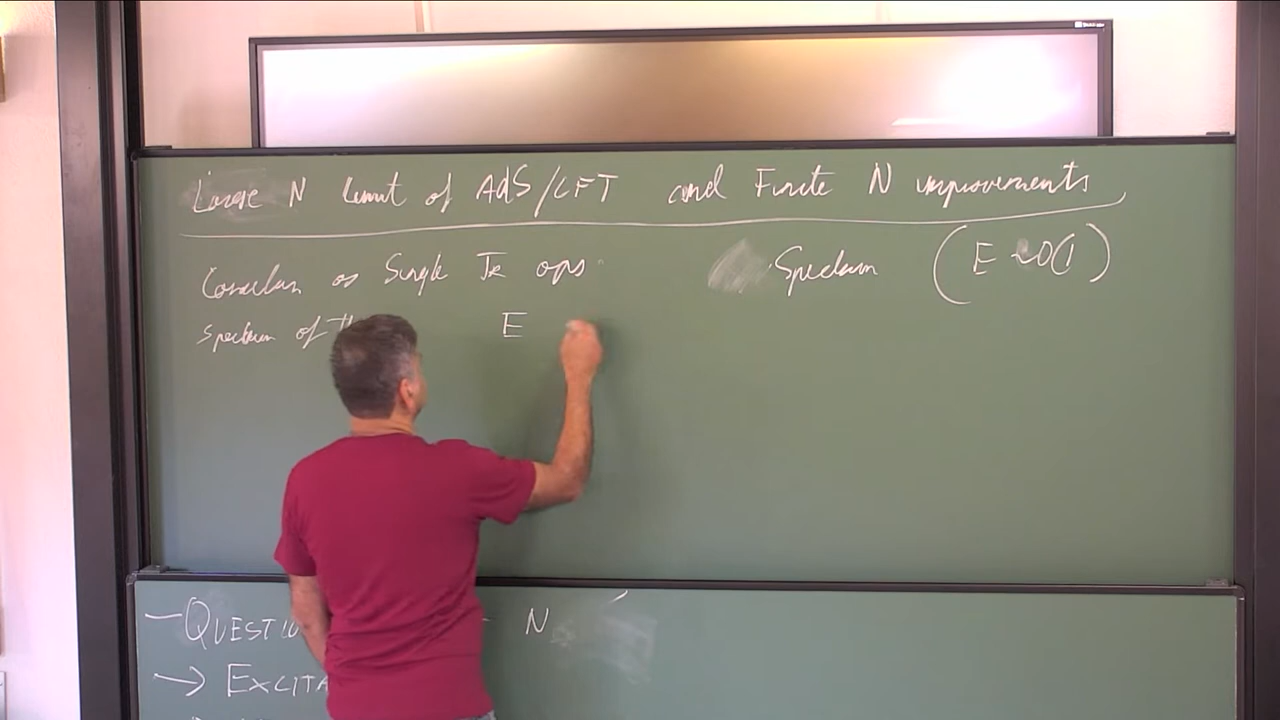 Large N limit of AdS/CFT and Finite N improvements
Correlators of Single Tr ops. Spectrum (E ~ O(1))
Spectrum of E
- QUESTIO - N
→ EXCITA